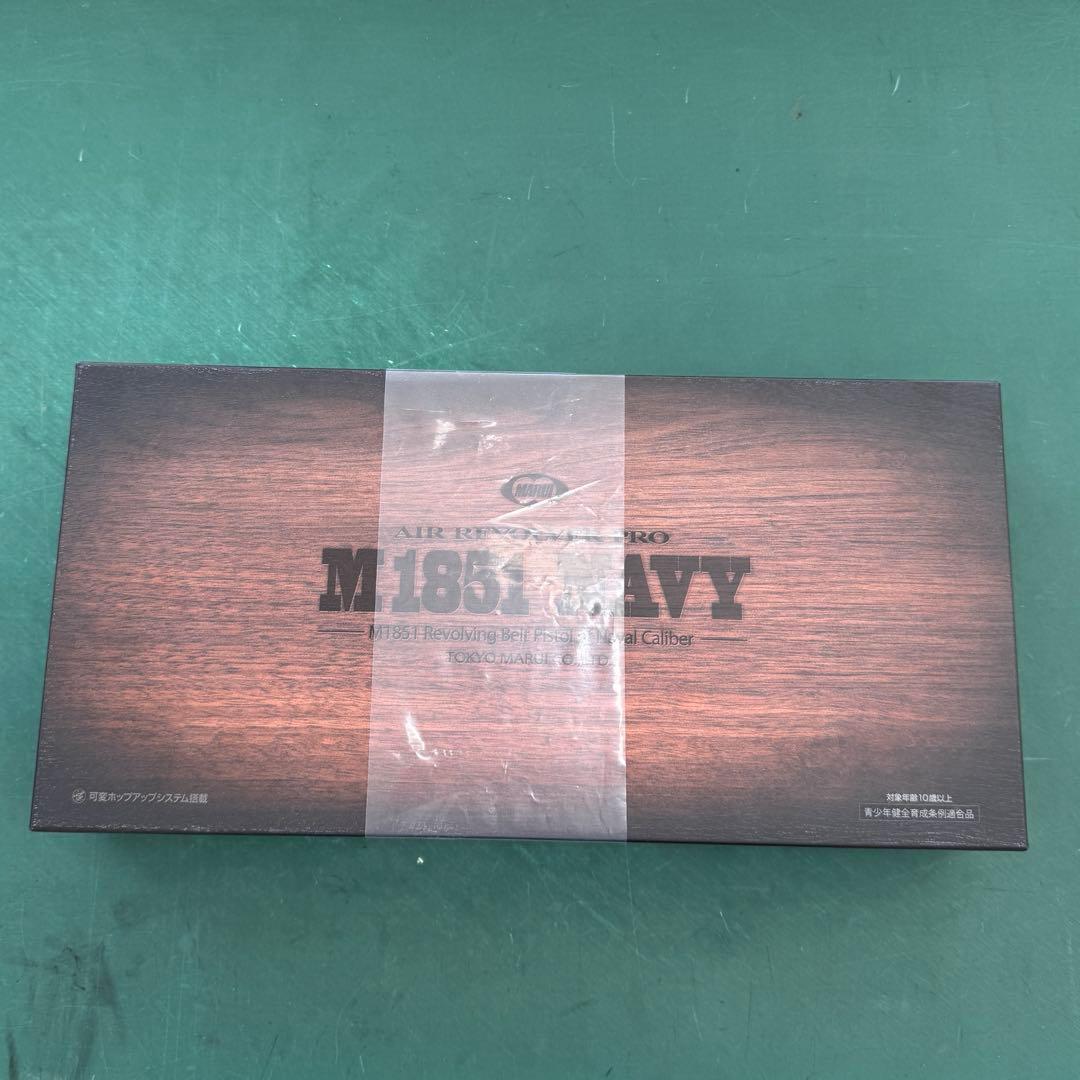 MARUI
AIR REVOLVER PRO
M1851 NAVY
M1851 Revolving Belt Pistol of Naval Caliber
TOKYO MARUI CO., LTD.
可変ホップアップシステム搭載
対象年齢10歳以上
青少年健全育成条例適合品